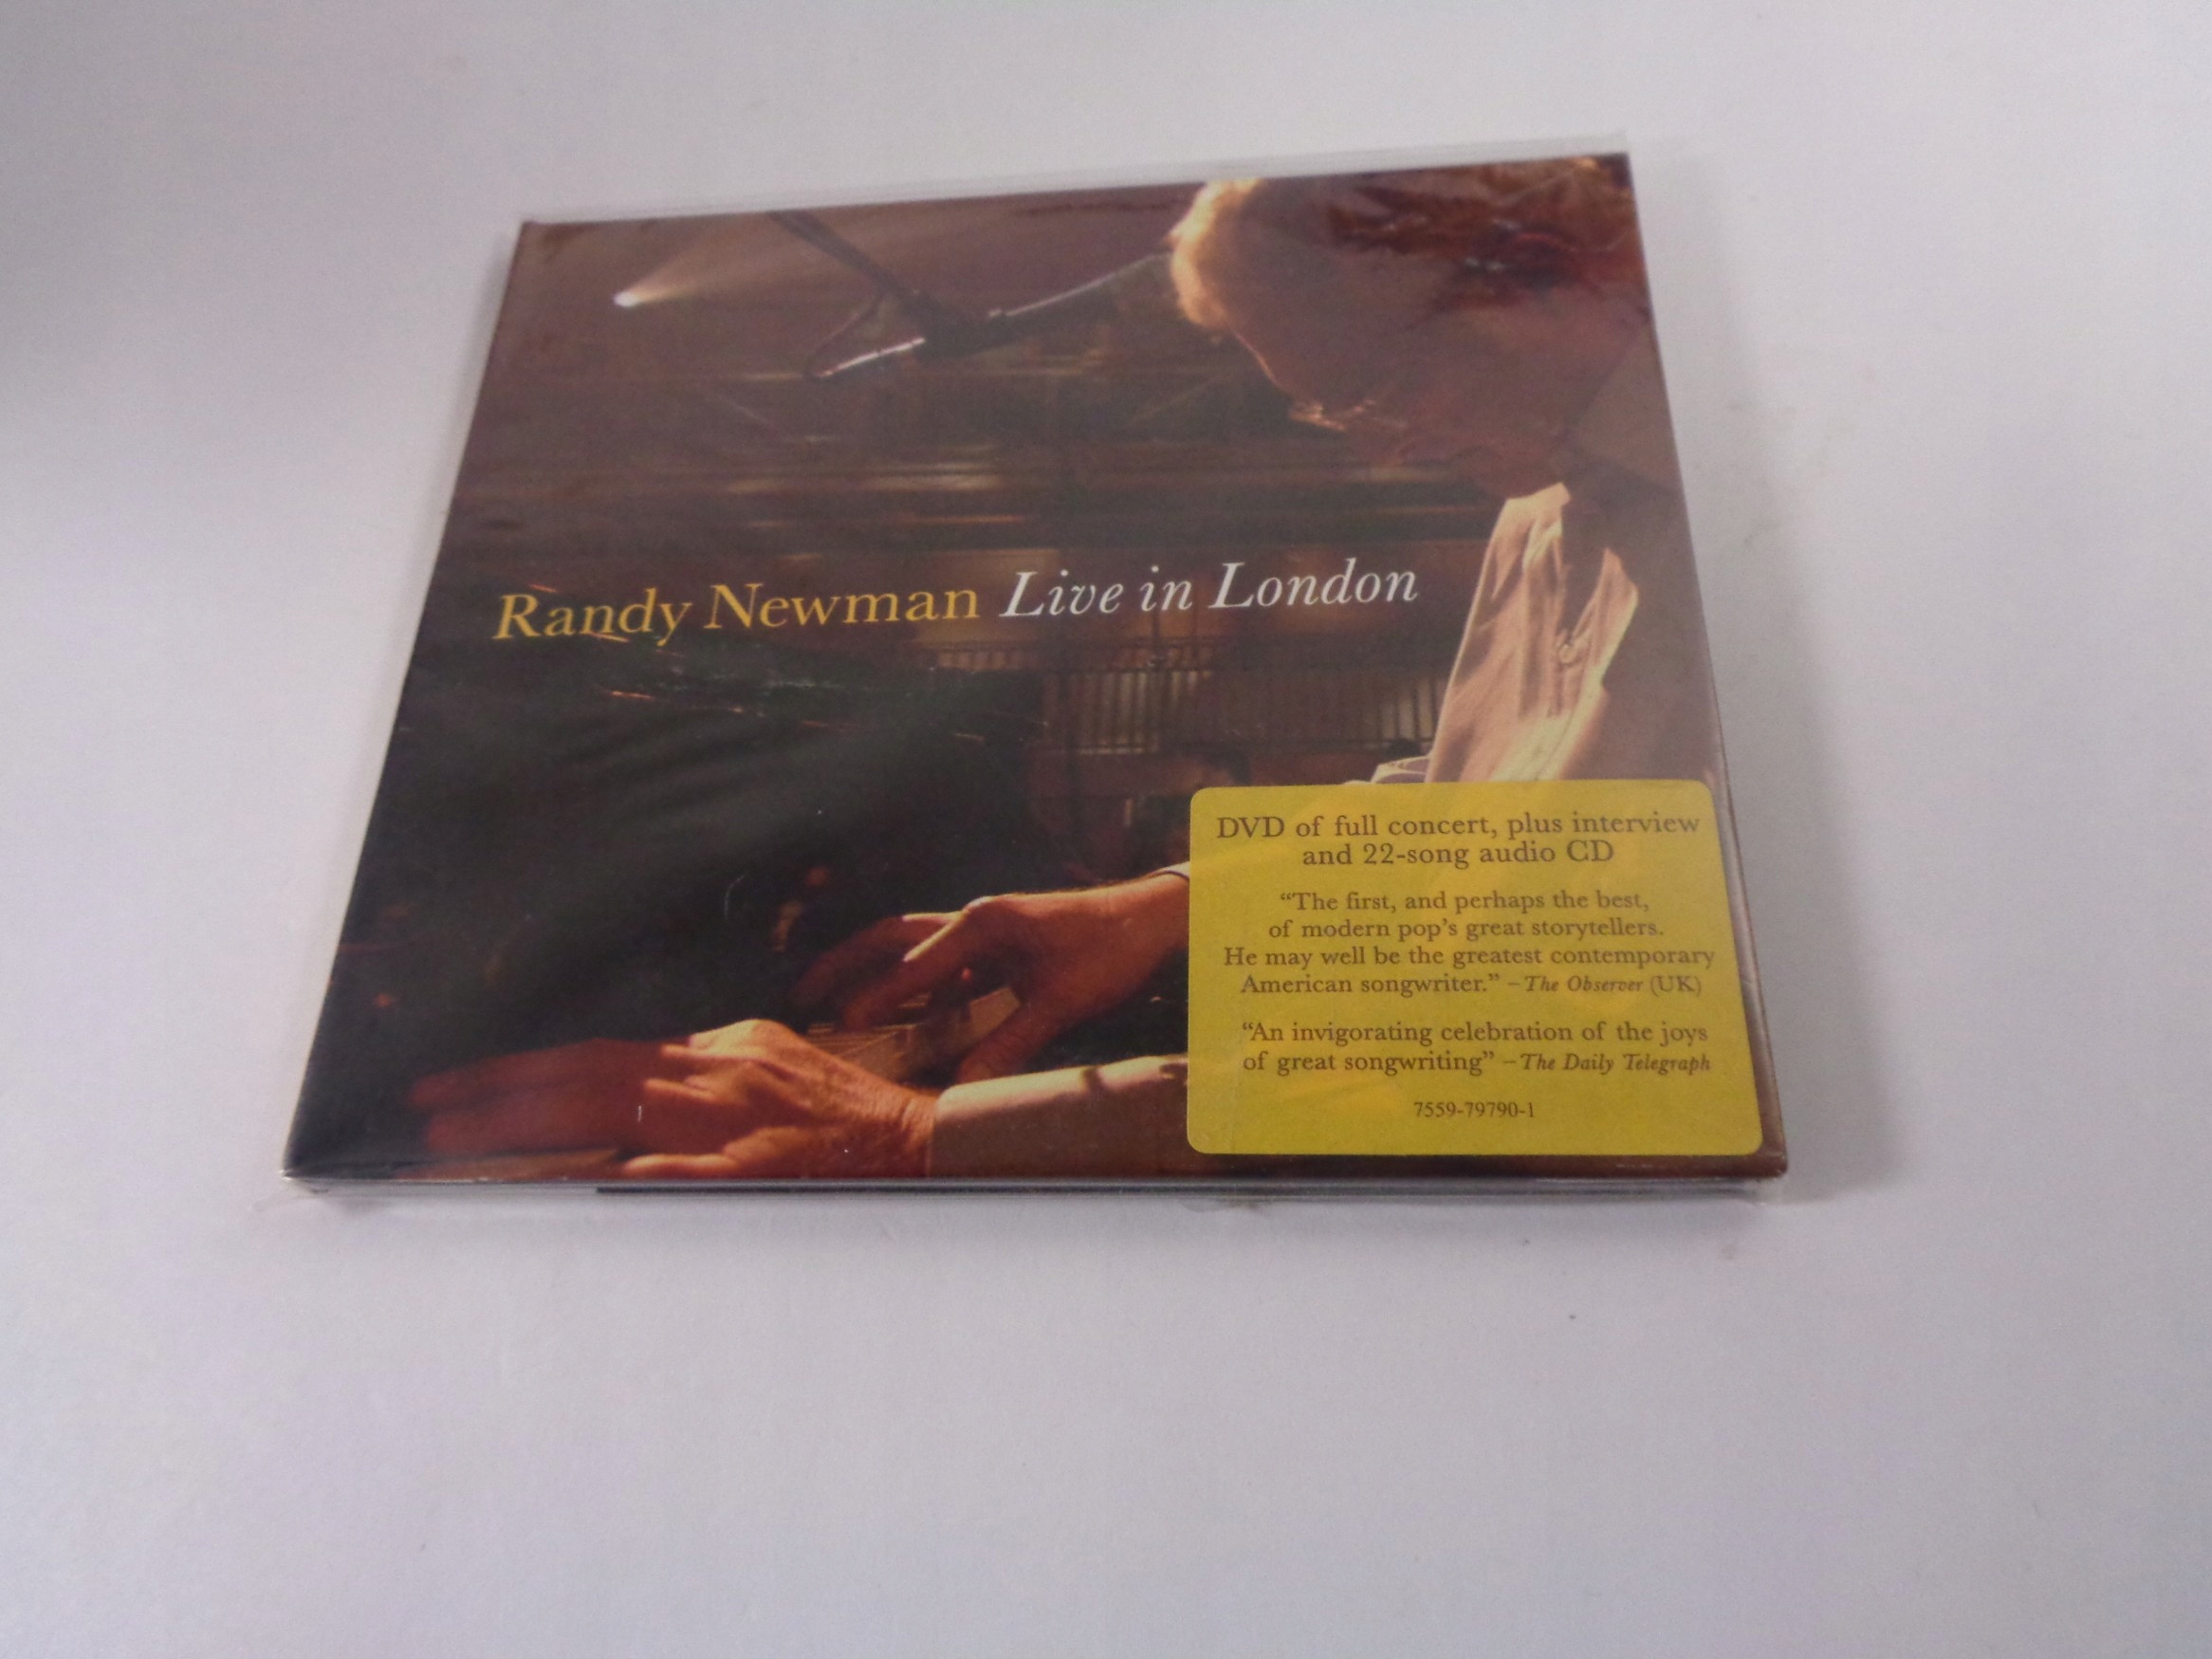 Randy Newman Live in London
DVD of full concert, plus interview
and 22-song audio CD
“The first, and perhaps the best,
of modern pop’s great storytellers.
He may well be the greatest contemporary
American songwriter.” – The Observer (UK)
“An invigorating celebration of the joys
of great songwriting” – The Daily Telegraph
7559-79790-1